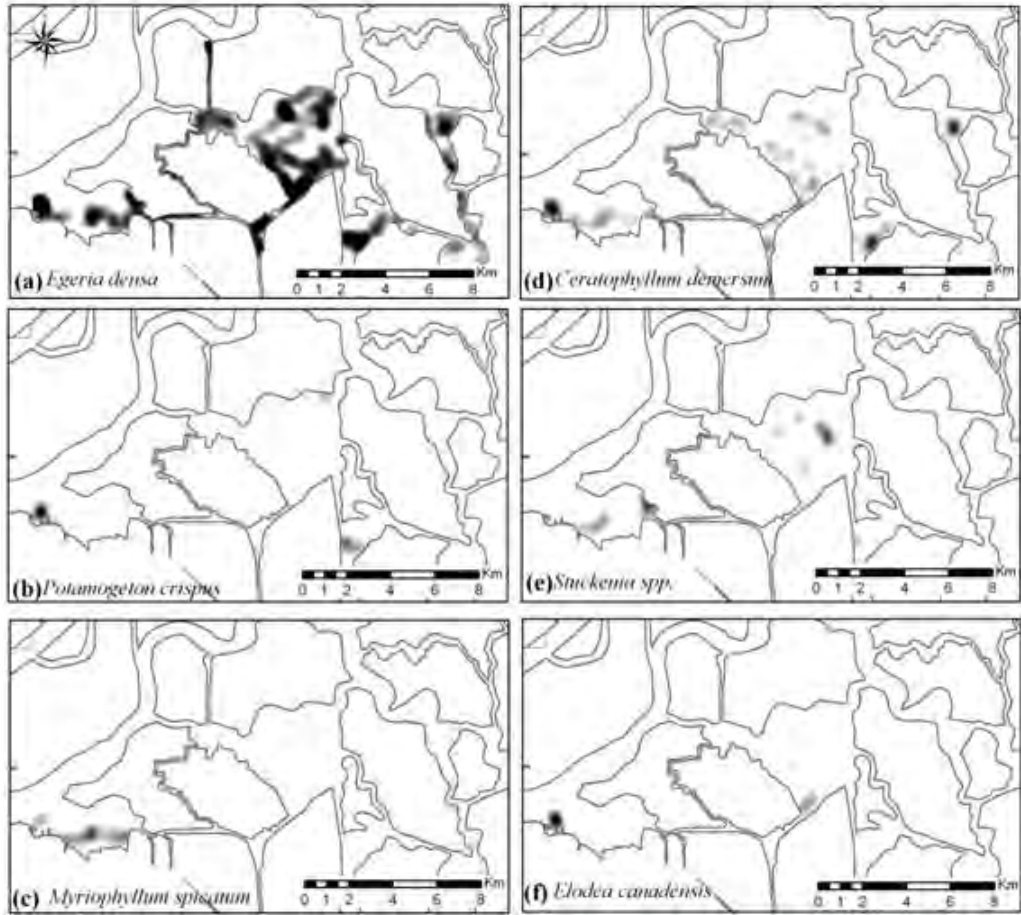 (a) Egeria densa
Km
0 1 2 4 6 8
(d) Ceratophyllum demersum
Km
0 1 2 4 6 8
(b) Potamogeton crispus
Km
0 1 2 4 6 8
(e) Stuckenia spp.
Km
0 1 2 4 6 8
(c) Myriophyllum spicatum
Km
0 1 2 4 6 8
(f) Elodea canadensis
Km
0 1 2 4 6 8